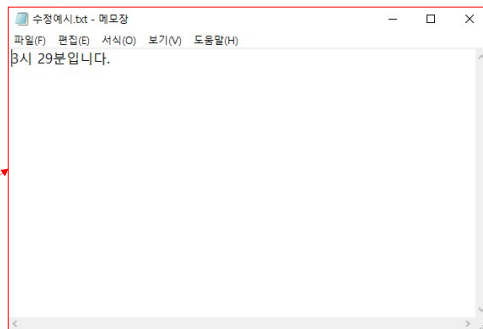 수정예시.txt - 메모장
파일(F) 편집(E) 서식(O) 보기(V) 도움말(H)
3시 29분입니다.